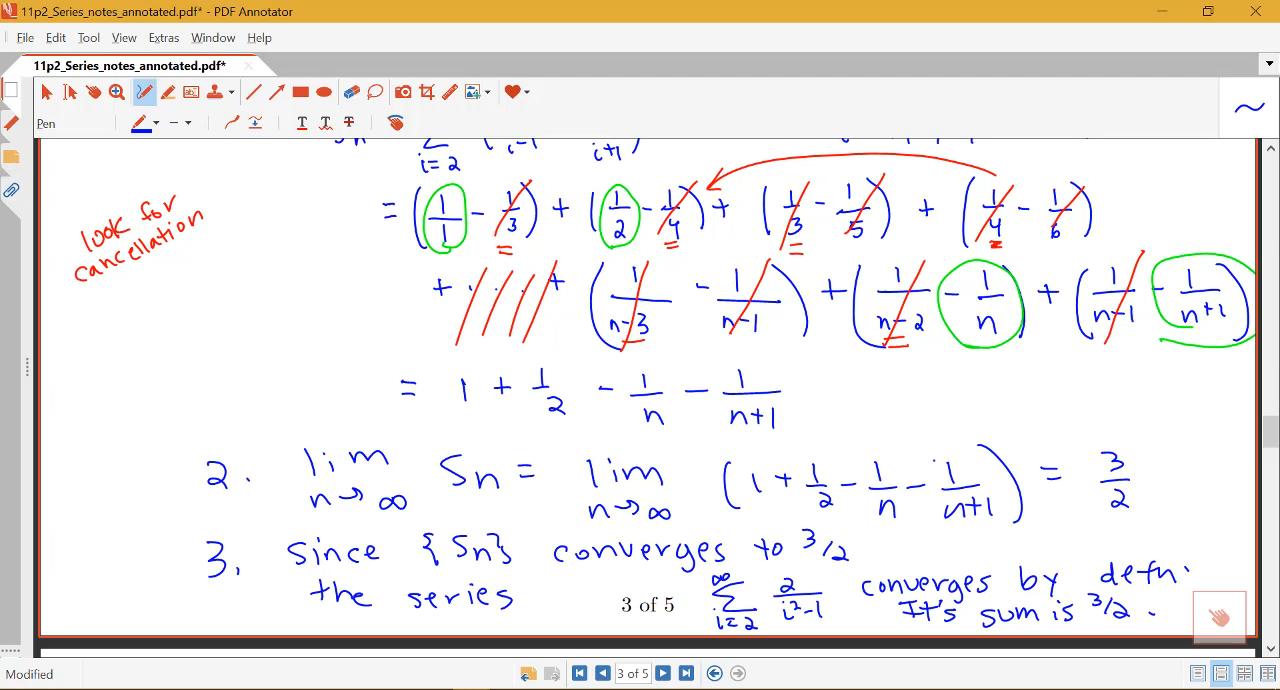 11p2_Series_notes_annotated.pdf* - PDF Annotator
File Edit Tool View Extras Window Help
11p2_Series_notes_annotated.pdf*
Pen
i=2 i-1 i+1
look for
cancellation
= (1/1 - 1/3) + (1/2 - 1/4) + (1/3 - 1/5) + (1/4 - 1/6)
+ . . . + (1/n-3 - 1/n-1) + (1/n-2 - 1/n) + (1/n-1 - 1/n+1)
= 1 + 1/2 - 1/n - 1/n+1
2. lim n→∞ Sn = lim n→∞ (1 + 1/2 - 1/n - 1/n+1) = 3/2
3. Since {Sn} converges to 3/2
the series ∞ Σ i=2 2/i²-1 converges by defn.
It's sum is 3/2.
3 of 5
Modified 3 of 5